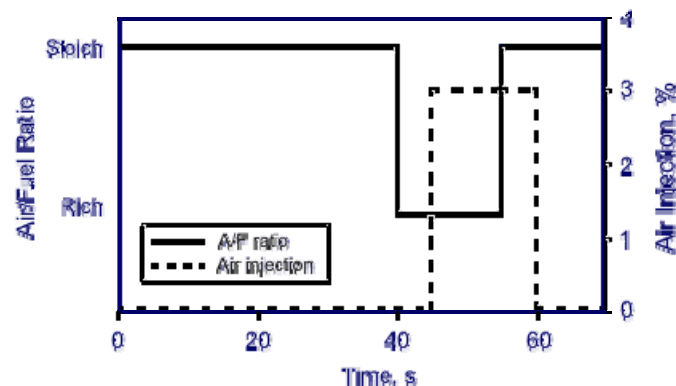 4
Stoich
3
Air/Fuel Ratio
Air Injection, %
2
Rich
A/F ratio
1
Air injection
0
0
20
40
60
Time, s